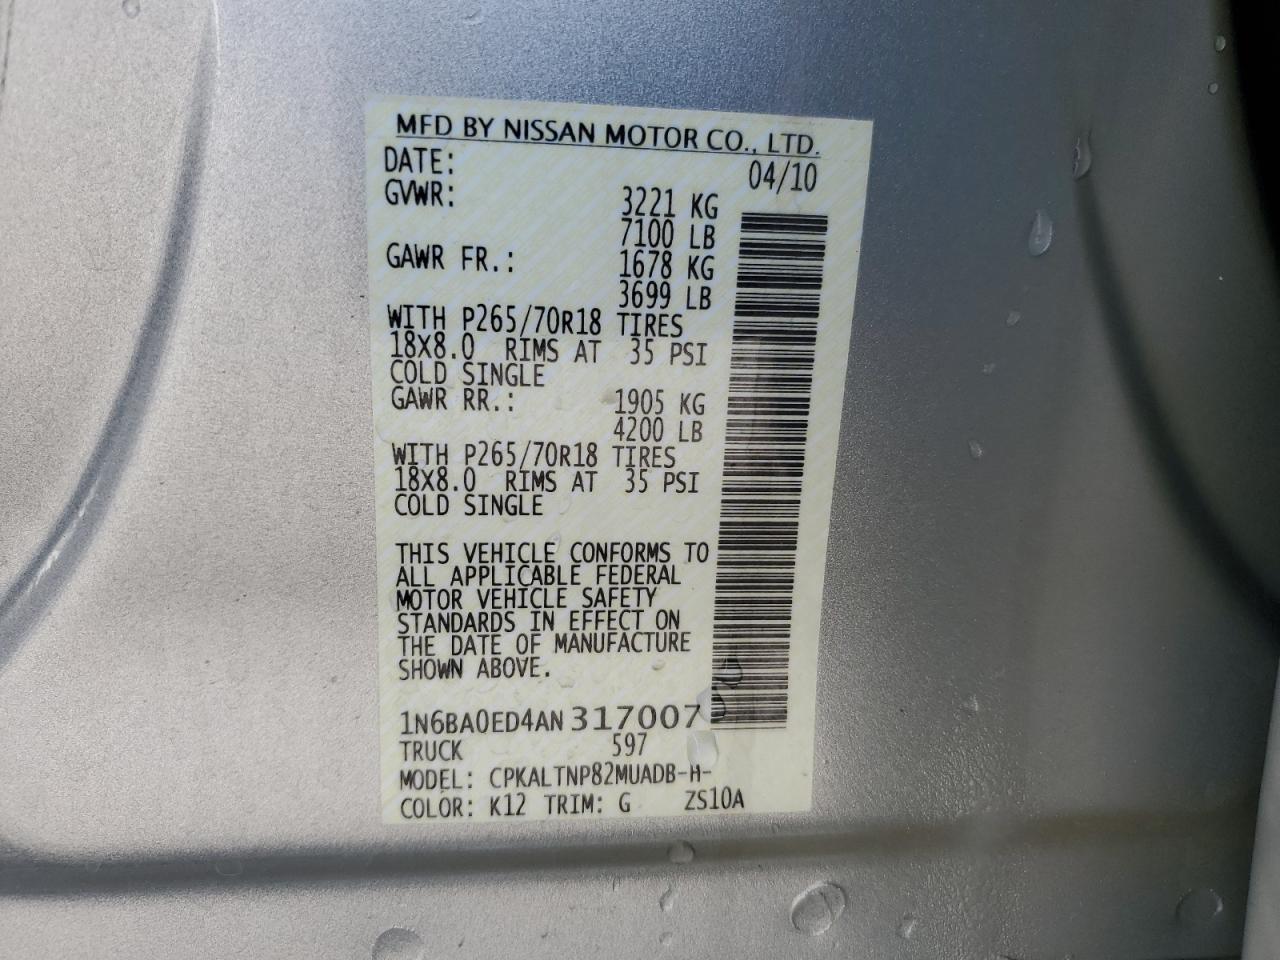 MFD BY NISSAN MOTOR CO., LTD.
DATE: 04/10
GVWR: 3221 KG
7100 LB
GAWR FR.: 1678 KG
3699 LB
WITH P265/70R18 TIRES
18X8.0 RIMS AT 35 PSI
COLD SINGLE
GAWR RR.: 1905 KG
4200 LB
WITH P265/70R18 TIRES
18X8.0 RIMS AT 35 PSI
COLD SINGLE
THIS VEHICLE CONFORMS TO
ALL APPLICABLE FEDERAL
MOTOR VEHICLE SAFETY
STANDARDS IN EFFECT ON
THE DATE OF MANUFACTURE
SHOWN ABOVE.
1N6BA0ED4AN317007
TRUCK 597
MODEL: CPKALTNP82MUADB-H-
COLOR: K12 TRIM: G ZS10A